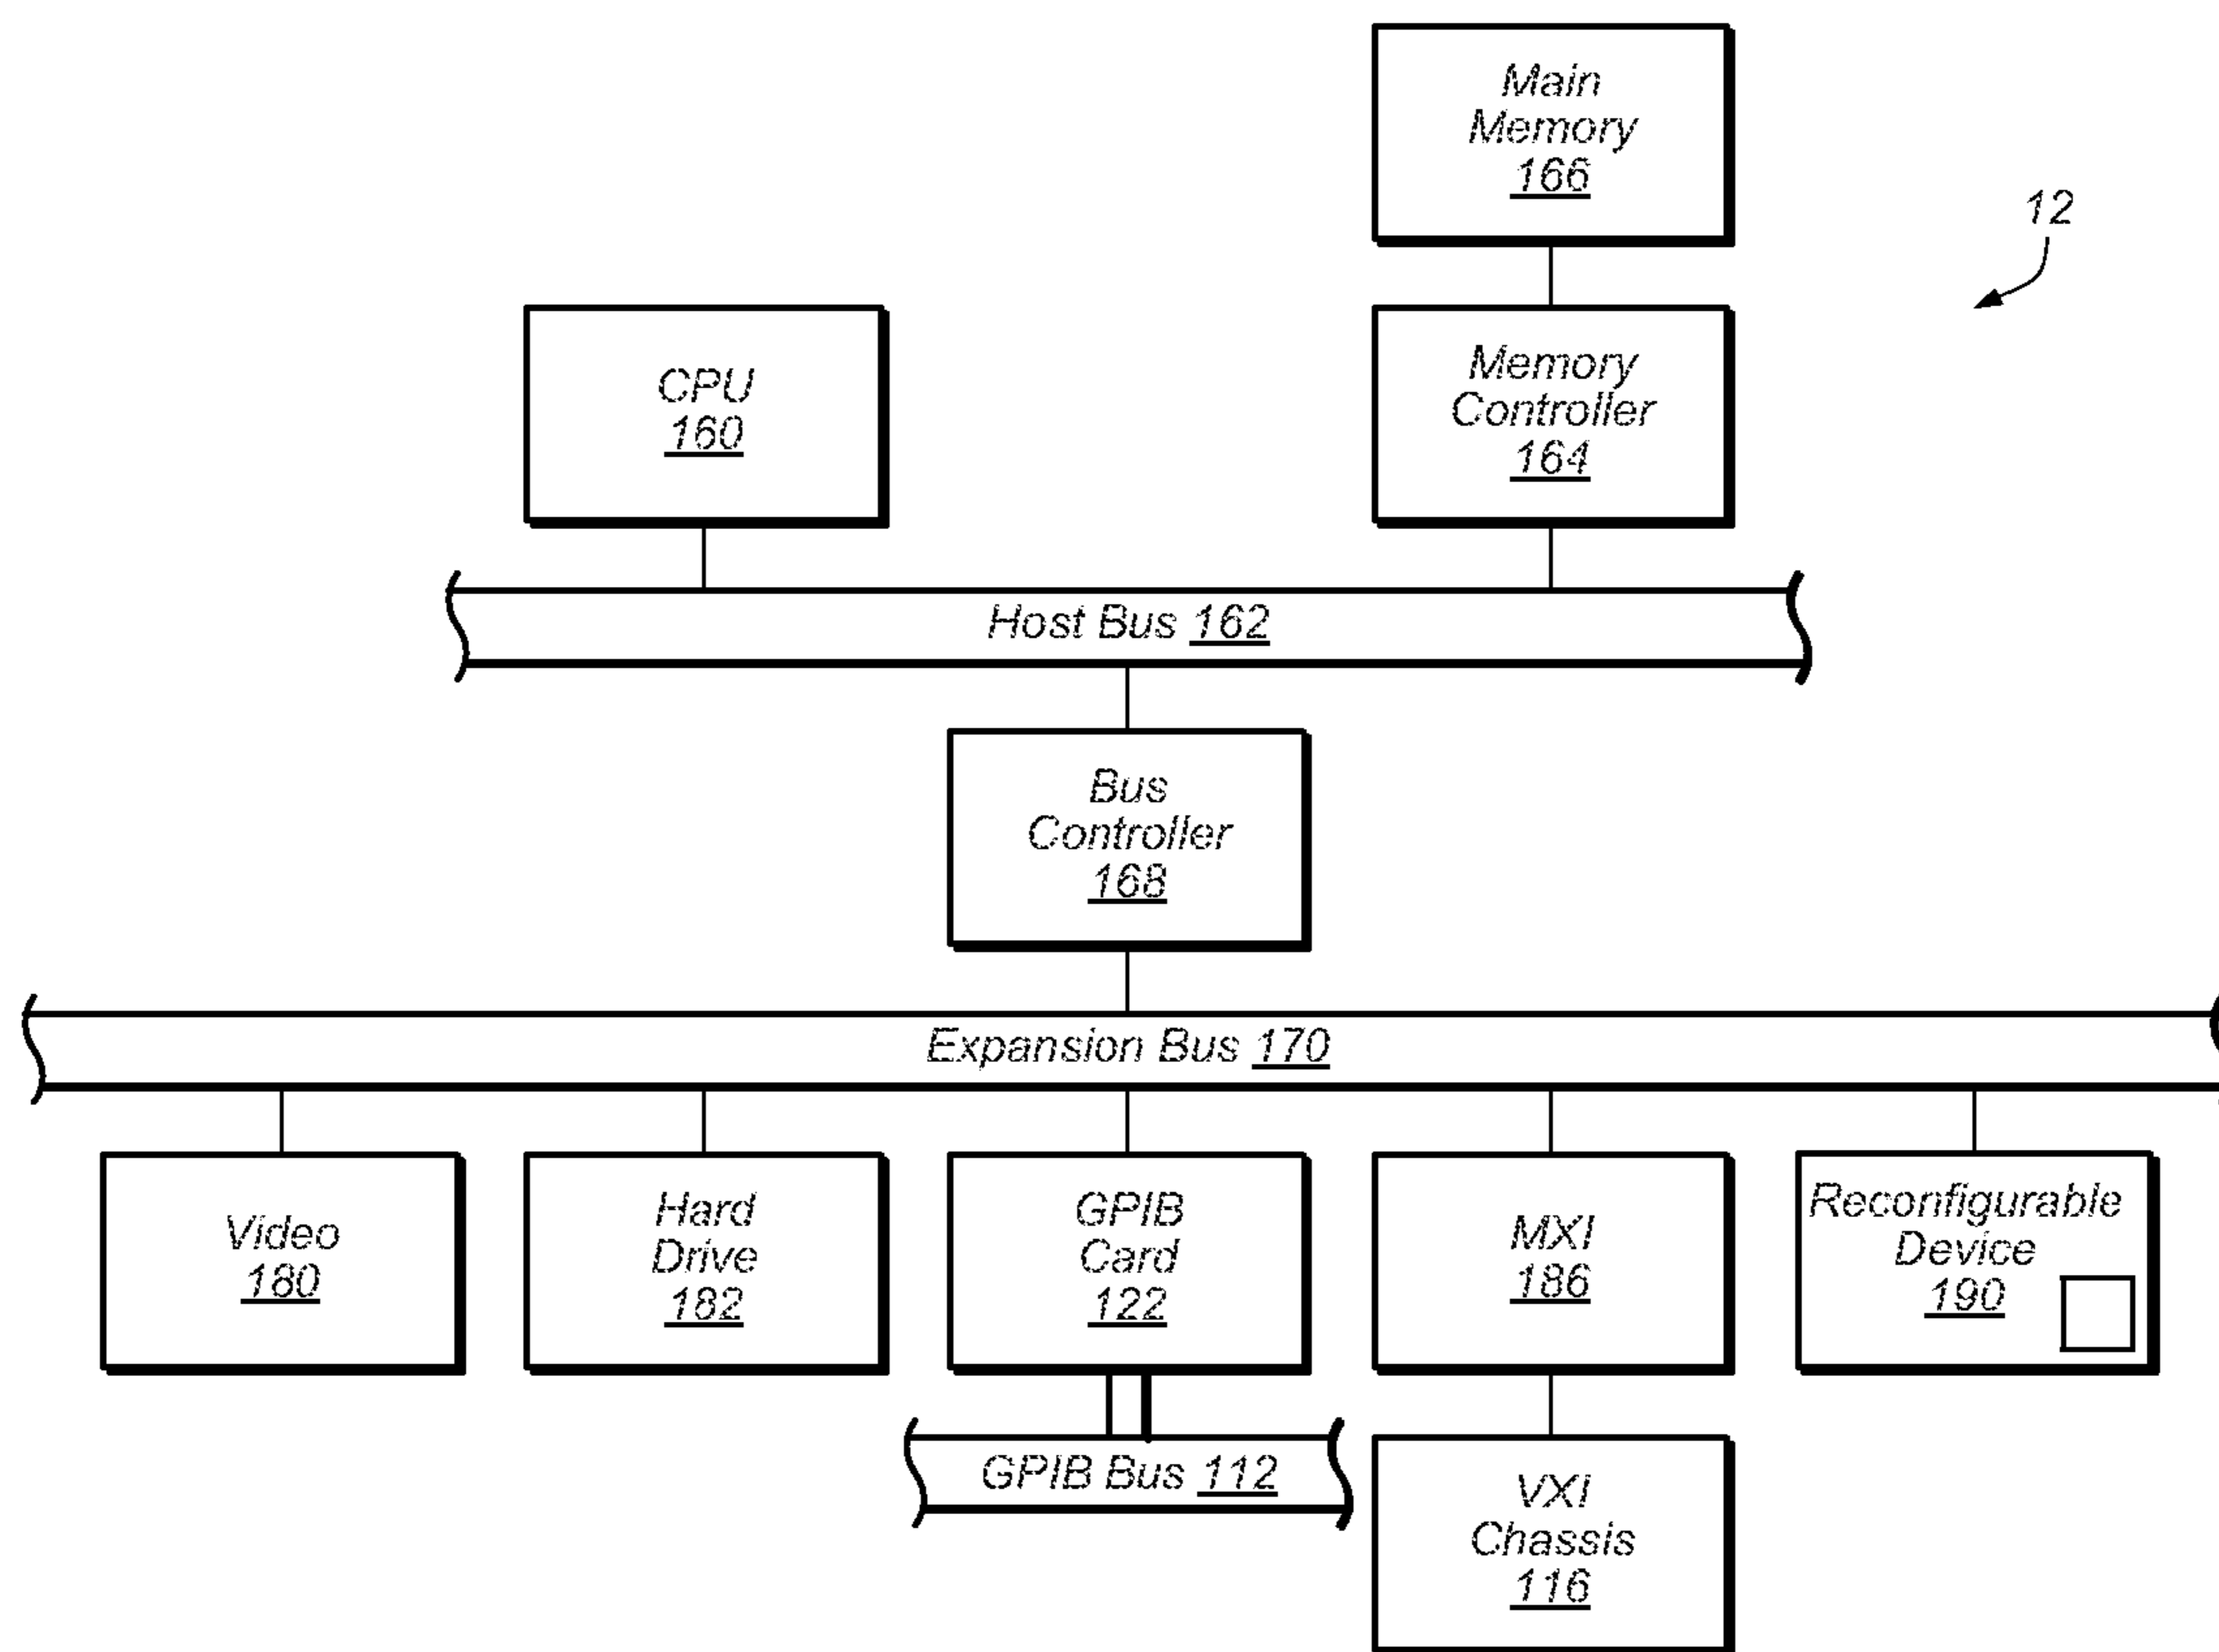 Main
Memory
166
12
CPU
160
Memory
Controller
164
Host Bus 162
Bus
Controller
168
Expansion Bus 170
Video
180
Hard
Drive
182
GPIB
Card
122
MXI
186
Reconfigurable
Device
190
GPIB Bus 112
VXI
Chassis
116